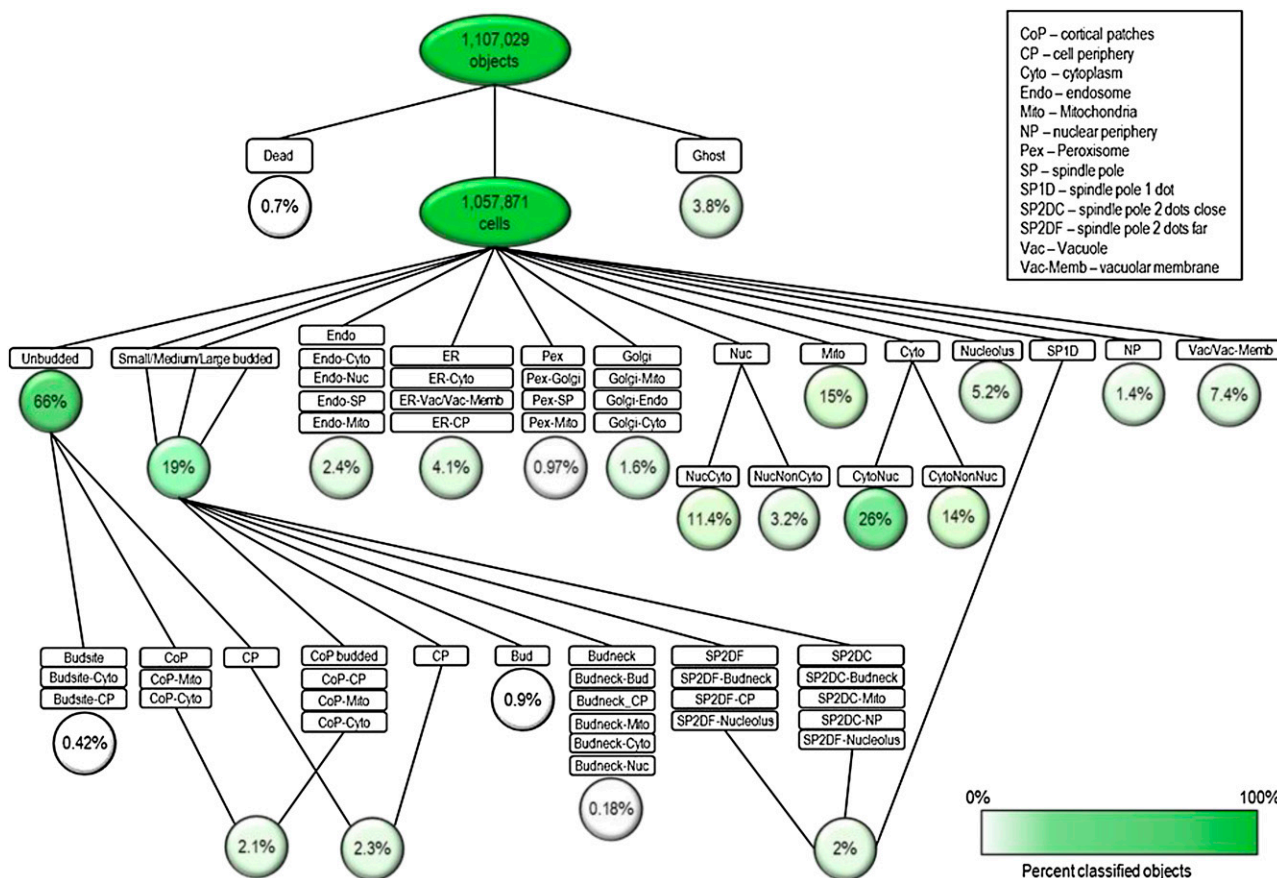 1,107,029
objects
CoP – cortical patches
CP – cell periphery
Cyto – cytoplasm
Endo – endosome
Mito – Mitochondria
NP – nuclear periphery
Pex – Peroxisome
SP – spindle pole
SP1D – spindle pole 1 dot
SP2DC – spindle pole 2 dots close
SP2DF – spindle pole 2 dots far
Vac – Vacuole
Vac-Memb – vacuolar membrane
Dead
Ghost
0.7%
1,057,871
cells
3.8%
Unbudded
66%
Small/Medium/Large budded
19%
Endo
Endo-Cyto
Endo-Nuc
Endo-SP
Endo-Mito
2.4%
ER
ER-Cyto
ER-Vac/Vac-Memb
ER-CP
4.1%
Pex
Pex-Golgi
Pex-SP
Pex-Mito
0.97%
Golgi
Golgi-Mito
Golgi-Endo
Golgi-Cyto
1.6%
Nuc
NucCyto
11.4%
NucNonCyto
3.2%
Mito
15%
Cyto
CytoNuc
26%
CytoNonNuc
14%
Nucleolus
5.2%
SP1D
NP
1.4%
Vac/Vac-Memb
7.4%
Budsite
Budsite-Cyto
Budsite-CP
0.42%
CoP
CoP-Mito
CoP-Cyto
CP
CoP budded
CoP-CP
CoP-Mito
CoP-Cyto
2.1%
CP
2.3%
Bud
0.9%
Budneck
Budneck-Bud
Budneck_CP
Budneck-Mito
Budneck-Cyto
Budneck-Nuc
0.18%
SP2DF
SP2DF-Budneck
SP2DF-CP
SP2DF-Nucleolus
SP2DC
SP2DC-Budneck
SP2DC-Mito
SP2DC-NP
SP2DF-Nucleolus
2%
0%
100%
Percent classified objects